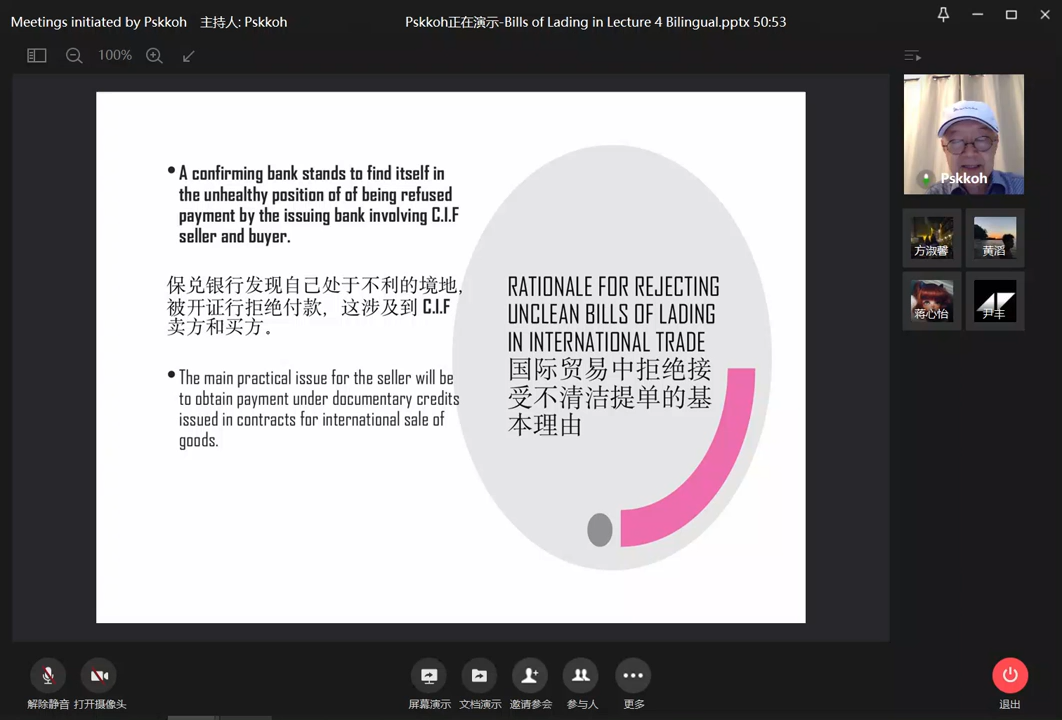 Meetings initiated by Pskkoh 主持人: Pskkoh
Pskkoh正在演示-Bills of Lading in Lecture 4 Bilingual.pptx 50:53
100%
•A confirming bank stands to find itself in
the unhealthy position of of being refused
payment by the issuing bank involving C.I.F
seller and buyer.
保兑银行发现自己处于不利的境地,
被开证行拒绝付款, 这涉及到 C.I.F
卖方和买方。
•The main practical issue for the seller will be
to obtain payment under documentary credits
issued in contracts for international sale of
goods.
RATIONALE FOR REJECTING
UNCLEAN BILLS OF LADING
IN INTERNATIONAL TRADE
国际贸易中拒绝接
受不清洁提单的基
本理由
Pskkoh
方淑馨
黄滔
蒋心怡
尹丰
解除静音
打开摄像头
屏幕演示
文档演示
邀请参会
参与人
更多
退出